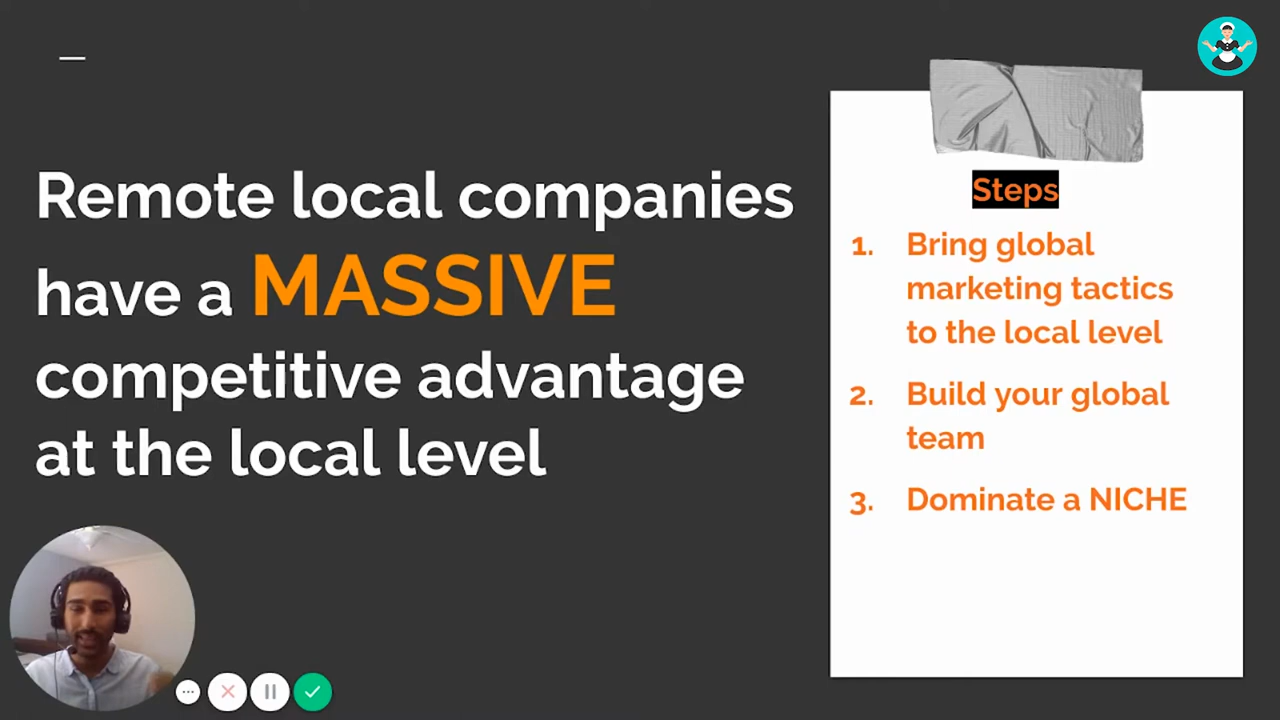 Remote local companies
have a MASSIVE
competitive advantage
at the local level
Steps
1. Bring global
marketing tactics
to the local level
2. Build your global
team
3. Dominate a NICHE